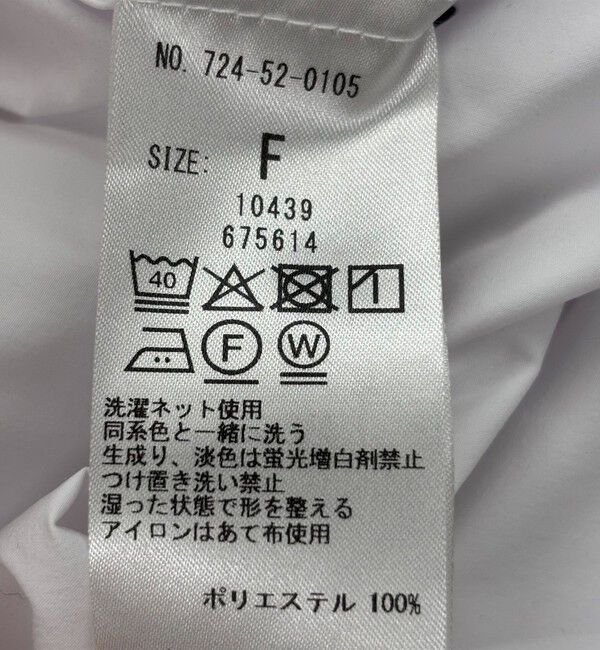 NO. 724-52-0105
SIZE: F
10439
675614
40
F W
洗濯ネット使用
同系色と一緒に洗う
生成り、淡色は蛍光増白剤禁止
つけ置き洗い禁止
湿った状態で形を整える
アイロンはあて布使用
ポリエステル 100%